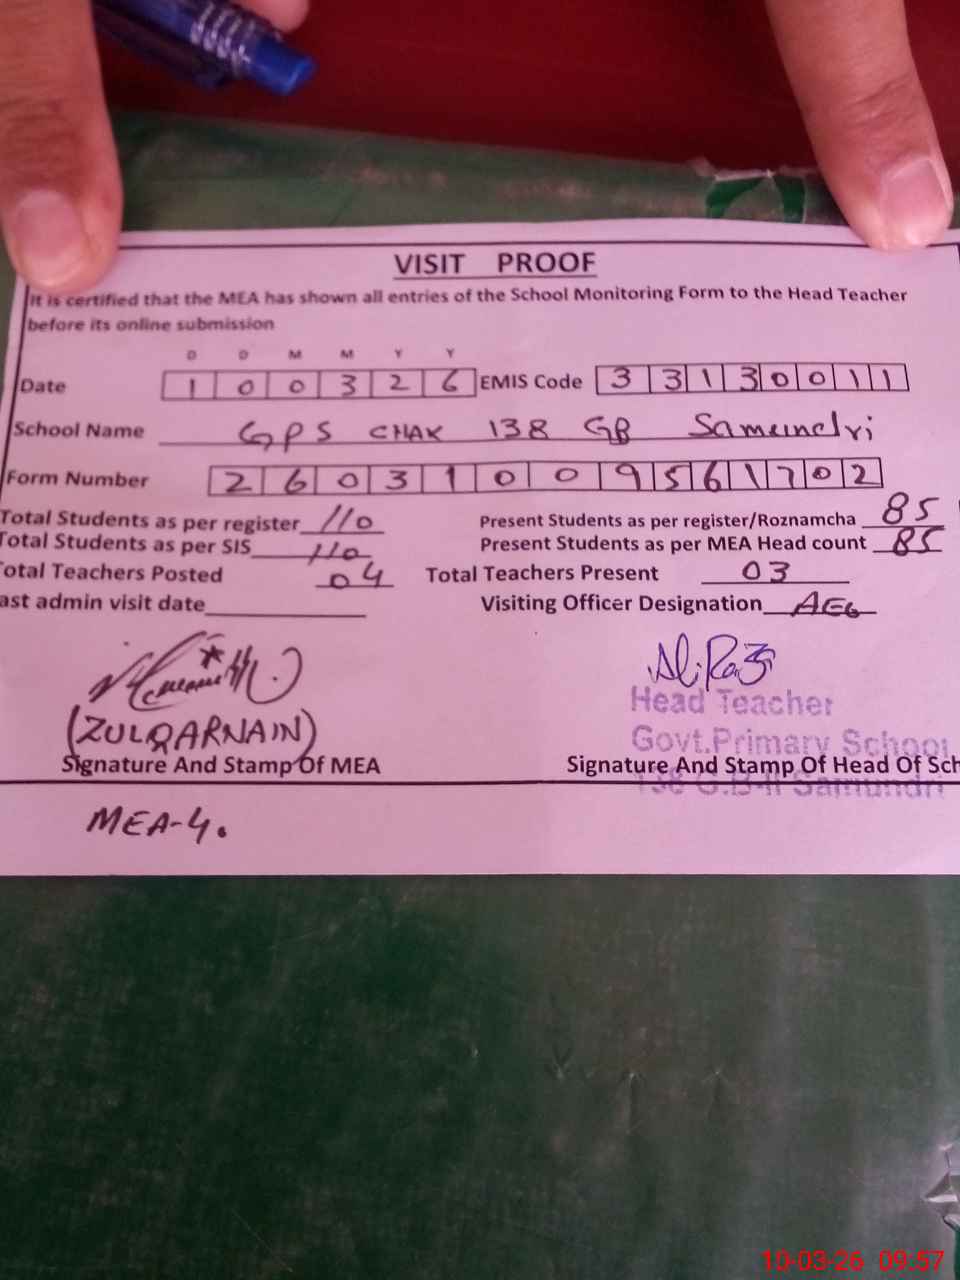 VISIT PROOF
It is certified that the MEA has shown all entries of the School Monitoring Form to the Head Teacher
before its online submission
D D M M Y Y
Date 1 0 0 3 2 6 EMIS Code 3 3 1 3 0 0 1 1
School Name GPS CHAK 138 GB Samundri
Form Number 2 6 0 3 1 0 0 9 5 6 1 7 0 2
Total Students as per register 110 Present Students as per register/Roznamcha 85
Total Students as per SIS 110 Present Students as per MEA Head count 85
otal Teachers Posted 04 Total Teachers Present 03
ast admin visit date Visiting Officer Designation AEO
Ali Raza
Head Teacher
(ZULQARNAIN) Govt.Primary School
Signature And Stamp Of MEA Signature And Stamp Of Head Of Sch
138 G.B-II Samundri
MEA-4.
10-03-26 09:57